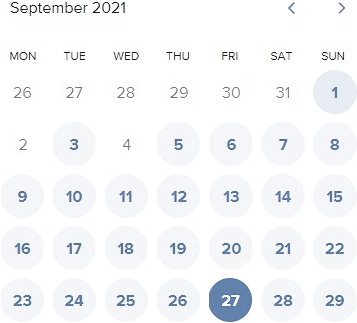 September 2021
MON TUE WED THU FRI SAT SUN
26 27 28 29 30 31 1
2 3 4 5 6 7 8
9 10 11 12 13 14 15
16 17 18 19 20 21 22
23 24 25 26 27 28 29